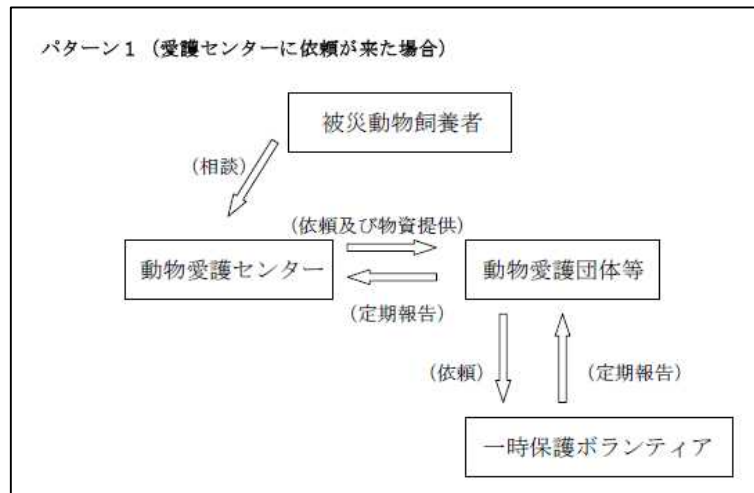 パターン１（愛護センターに依頼が来た場合）
被災動物飼養者
（相談）
（依頼及び物資提供）
動物愛護センター
動物愛護団体等
（定期報告）
（依頼）
（定期報告）
一時保護ボランティア